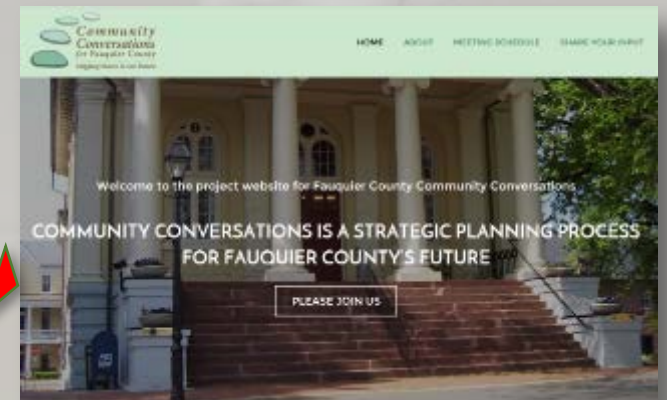 Community
Conversations
for Fauquier County
HOME ABOUT MEETING SCHEDULE SHARE YOUR INPUT
Welcome to the project website for Fauquier County Community Conversations
COMMUNITY CONVERSATIONS IS A STRATEGIC PLANNING PROCESS
FOR FAUQUIER COUNTY'S FUTURE
PLEASE JOIN US